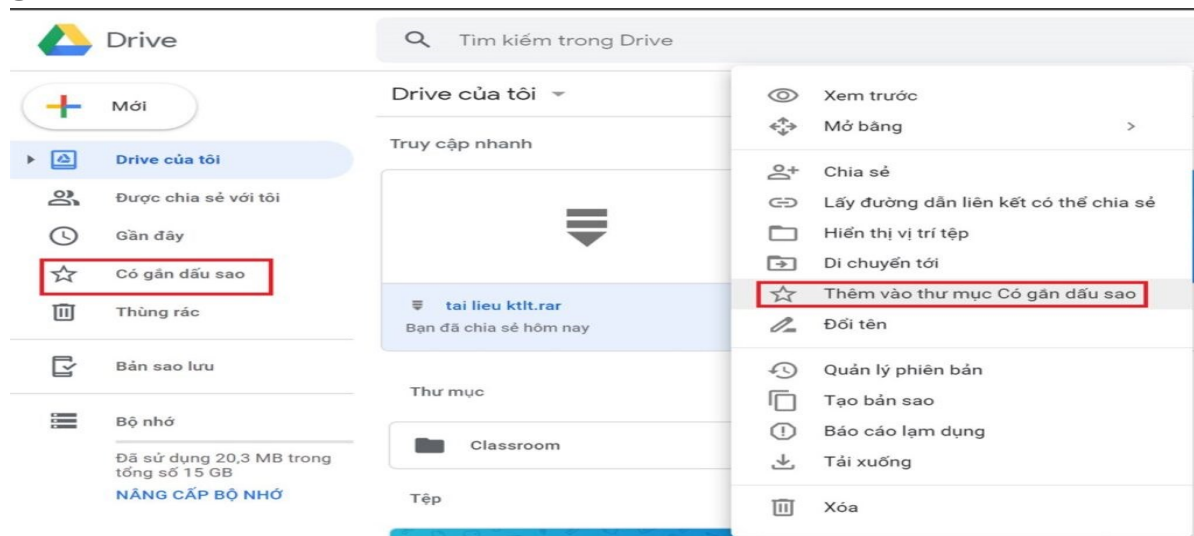 Drive
Tìm kiếm trong Drive
Mới
Drive của tôi
Được chia sẻ với tôi
Gần đây
Có gắn dấu sao
Thùng rác
Bản sao lưu
Bộ nhớ
Đã sử dụng 20,3 MB trong
tổng số 15 GB
NÂNG CẤP BỘ NHỚ
Drive của tôi
Truy cập nhanh
tai lieu ktlt.rar
Bạn đã chia sẻ hôm nay
Thư mục
Classroom
Tệp
Xem trước
Mở bằng
Chia sẻ
Lấy đường dẫn liên kết có thể chia sẻ
Hiển thị vị trí tệp
Di chuyển tới
Thêm vào thư mục Có gắn dấu sao
Đổi tên
Quản lý phiên bản
Tạo bản sao
Báo cáo lạm dụng
Tải xuống
Xóa